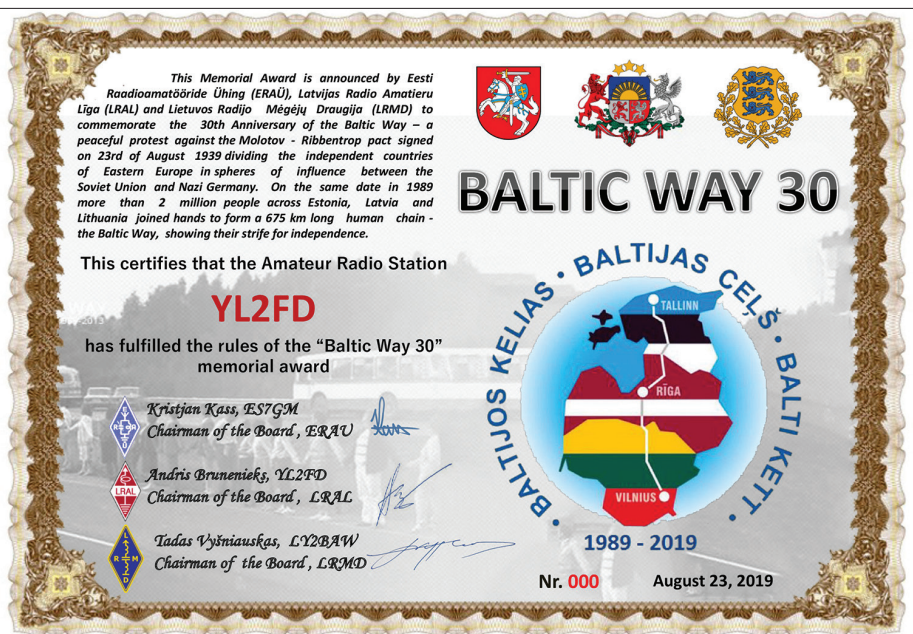 This Memorial Award is announced by Eesti
Raadioamatööride Ühing (ERAÜ), Latvijas Radio Amatieru
Līga (LRAL) and Lietuvos Radijo Mėgėjų Draugija (LRMD) to
commemorate the 30th Anniversary of the Baltic Way – a
peaceful protest against the Molotov - Ribbentrop pact signed
on 23rd of August 1939 dividing the independent countries
of Eastern Europe in spheres of influence between the
Soviet Union and Nazi Germany. On the same date in 1989
more than 2 million people across Estonia, Latvia and
Lithuania joined hands to form a 675 km long human chain -
the Baltic Way, showing their strife for independence.
BALTIC WAY 30
This certifies that the Amateur Radio Station
YL2FD
has fulfilled the rules of the “Baltic Way 30”
memorial award
Kristjan Kass, ES7GM
Chairman of the Board, ERAU
Andris Brunenieks, YL2FD
Chairman of the Board, LRAL
LRAL
Tadas Vyšniauskas, LY2BAW
Chairman of the Board, LRMD
BALTIJOS KELIAS • BALTIJAS CEĻŠ • BALTI KETT •
TALLINN
RĪGA
VILNIUS
1989 - 2019
Nr. 000
August 23, 2019